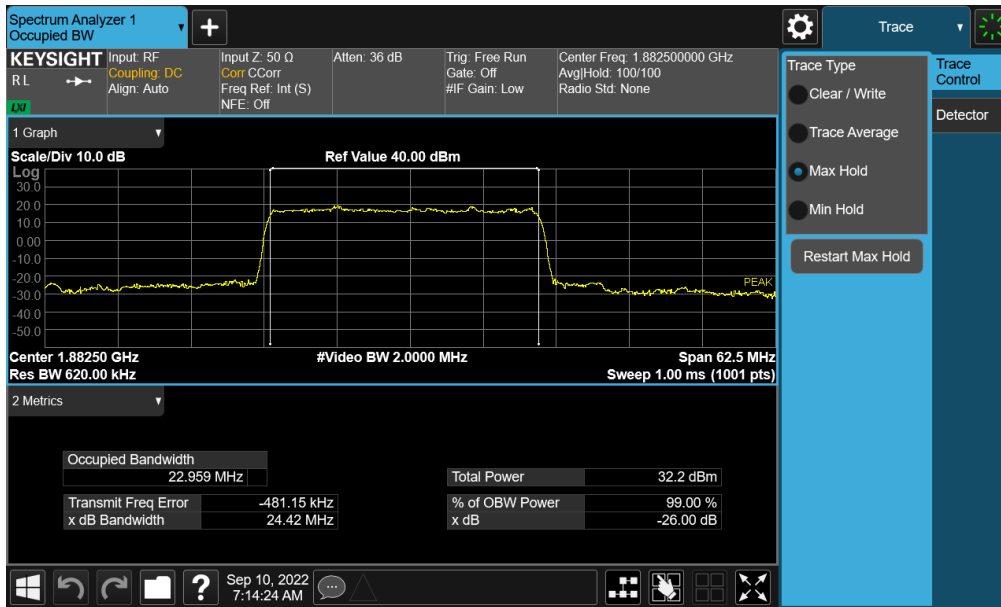 Spectrum Analyzer 1
Occupied BW
+
Trace
KEYSIGHT
R L
LXI
Input: RF
Coupling: DC
Align: Auto
Input Z: 50 Ω
Corr CCorr
Freq Ref: Int (S)
NFE: Off
Atten: 36 dB
Trig: Free Run
Gate: Off
#IF Gain: Low
Center Freq: 1.882500000 GHz
Avg|Hold: 100/100
Radio Std: None
Trace Type
Clear / Write
Trace Average
Max Hold
Min Hold
Restart Max Hold
Trace
Control
Detector
1 Graph
Scale/Div 10.0 dB
Ref Value 40.00 dBm
Log
30.0
20.0
10.0
0.00
-10.0
-20.0
-30.0
-40.0
-50.0
PEAK
Center 1.88250 GHz
#Video BW 2.0000 MHz
Span 62.5 MHz
Res BW 620.00 kHz
Sweep 1.00 ms (1001 pts)
2 Metrics
Occupied Bandwidth
22.959 MHz
Total Power 32.2 dBm
Transmit Freq Error -481.15 kHz
% of OBW Power 99.00 %
x dB Bandwidth 24.42 MHz
x dB -26.00 dB
?
Sep 10, 2022
7:14:24 AM